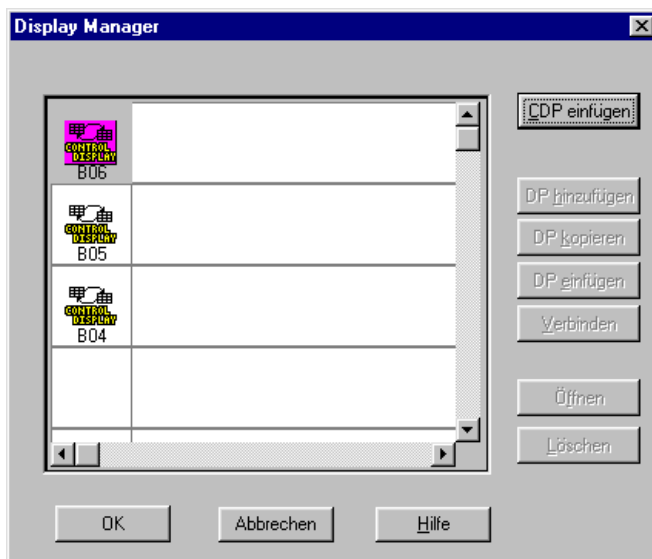 Display Manager
CONTROL
DISPLAY
B06
CONTROL
DISPLAY
B05
CONTROL
DISPLAY
B04
CDP einfügen
DP hinzufügen
DP kopieren
DP einfügen
Verbinden
Öffnen
Löschen
OK
Abbrechen
Hilfe